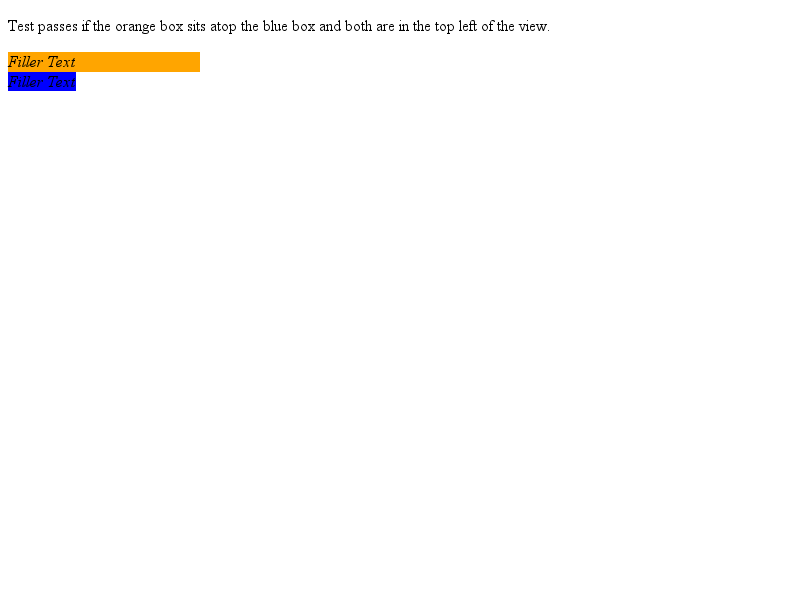 Test passes if the orange box sits atop the blue box and both are in the top left of the view.
Filler Text
Filler Text